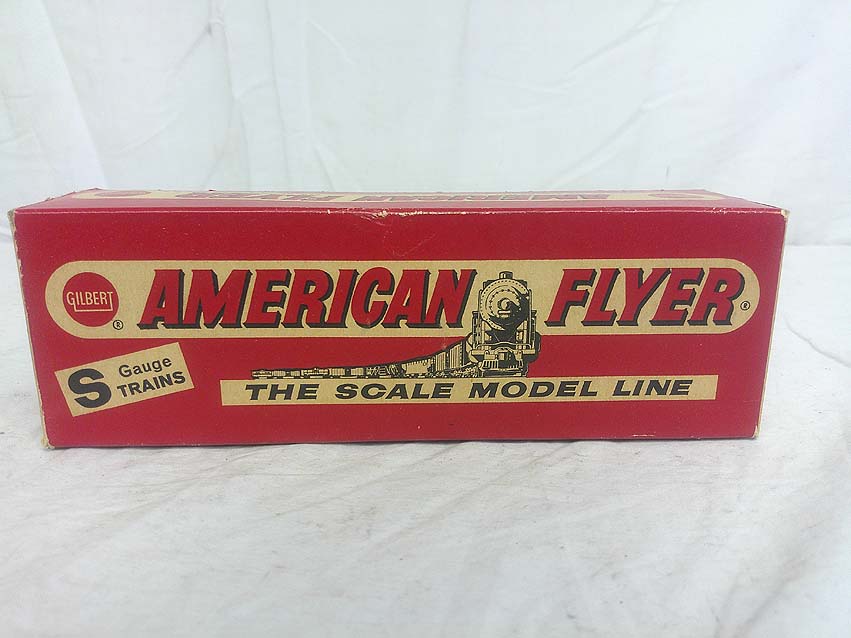 GILBERT ® AMERICAN FLYER ®
S Gauge TRAINS
THE SCALE MODEL LINE